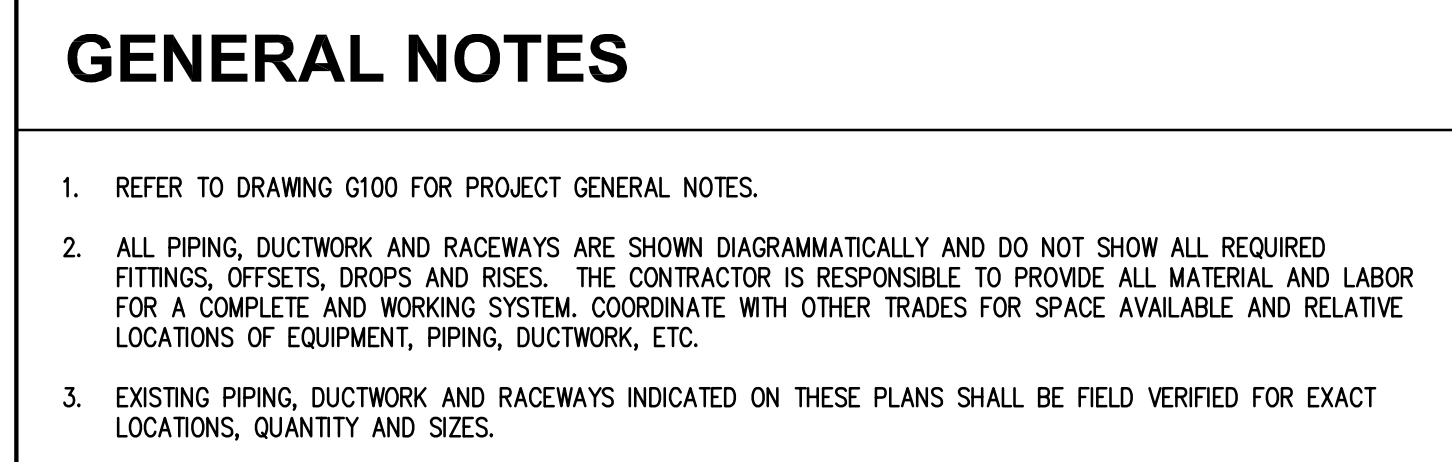 GENERAL NOTES
1. REFER TO DRAWING G100 FOR PROJECT GENERAL NOTES.
2. ALL PIPING, DUCTWORK AND RACEWAYS ARE SHOWN DIAGRAMMATICALLY AND DO NOT SHOW ALL REQUIRED
FITTINGS, OFFSETS, DROPS AND RISES. THE CONTRACTOR IS RESPONSIBLE TO PROVIDE ALL MATERIAL AND LABOR
FOR A COMPLETE AND WORKING SYSTEM. COORDINATE WITH OTHER TRADES FOR SPACE AVAILABLE AND RELATIVE
LOCATIONS OF EQUIPMENT, PIPING, DUCTWORK, ETC.
3. EXISTING PIPING, DUCTWORK AND RACEWAYS INDICATED ON THESE PLANS SHALL BE FIELD VERIFIED FOR EXACT
LOCATIONS, QUANTITY AND SIZES.